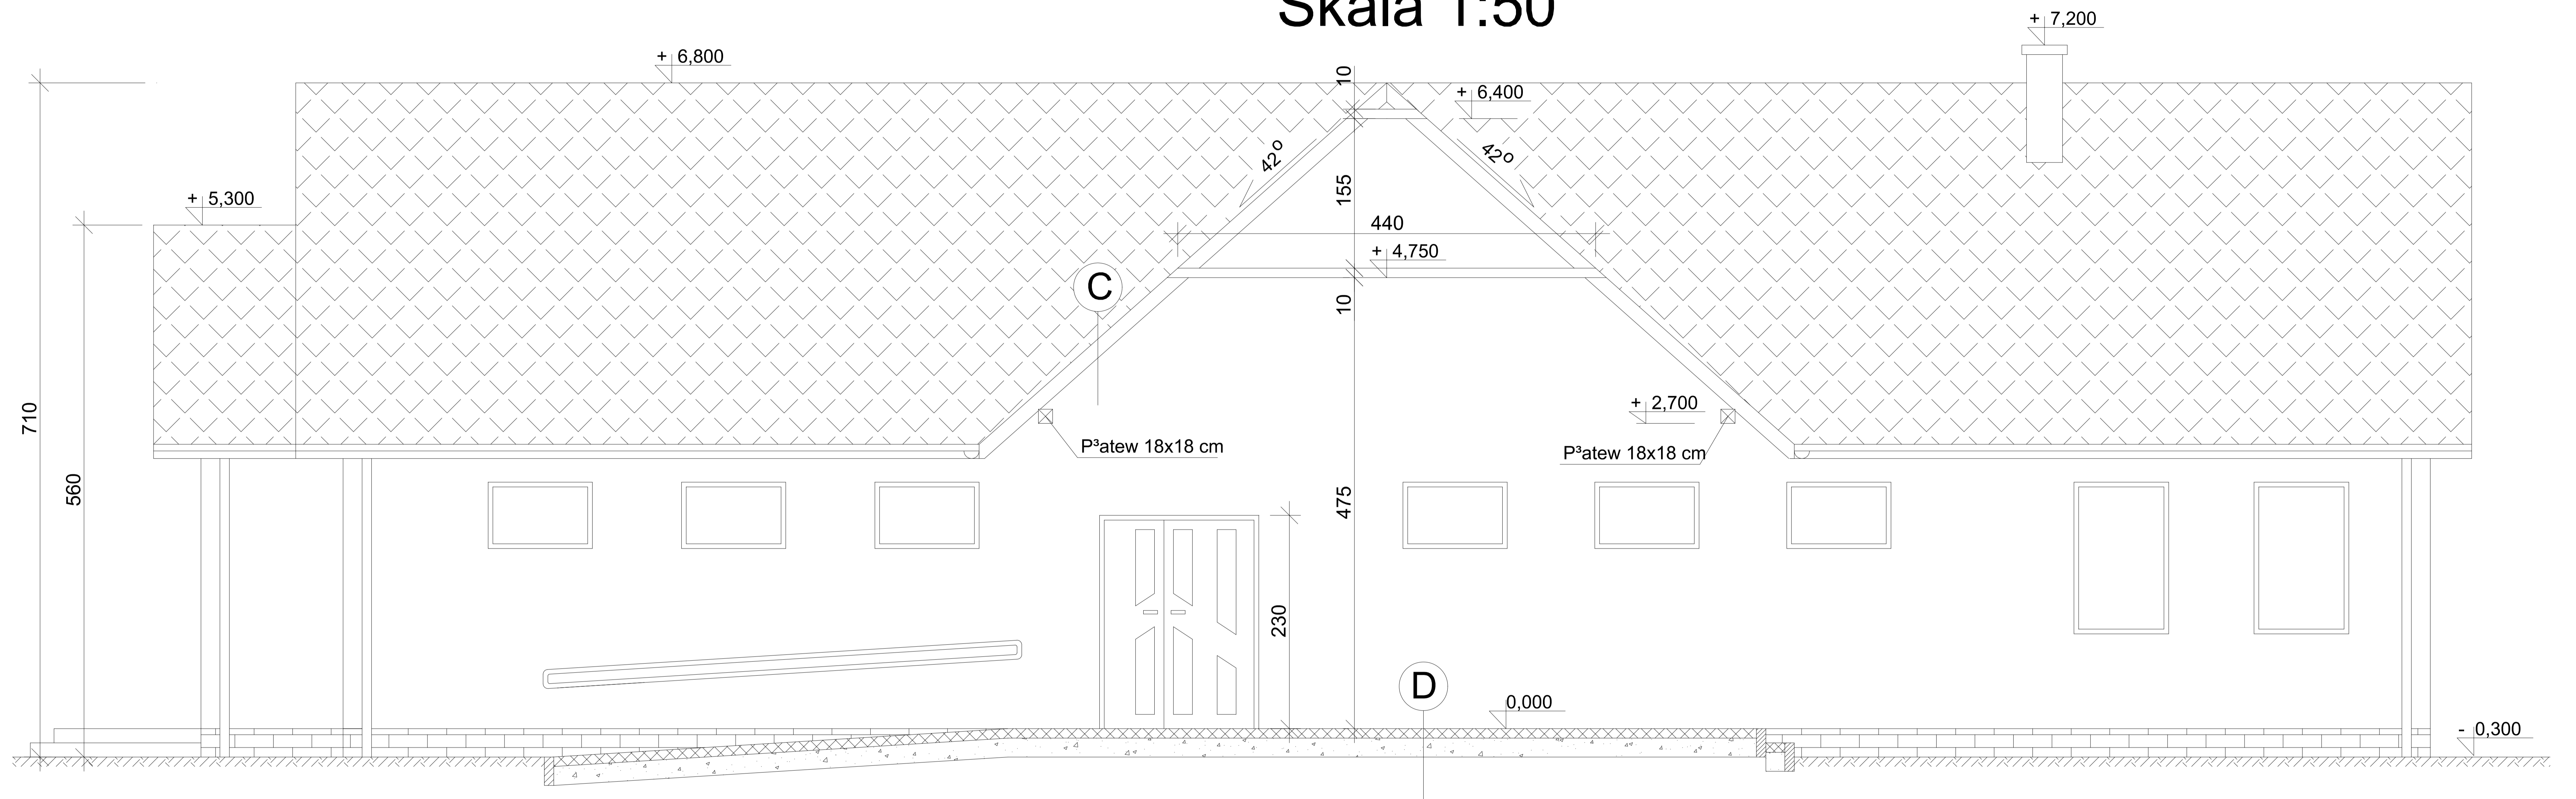 Skala 1:50
+ 7,200
+ 6,800
10
+ 6,400
42º
42º
155
+ 5,300
440
+ 4,750
C
10
710
+ 2,700
P³atew 18x18 cm
P³atew 18x18 cm
560
475
230
D
0,000
- 0,300